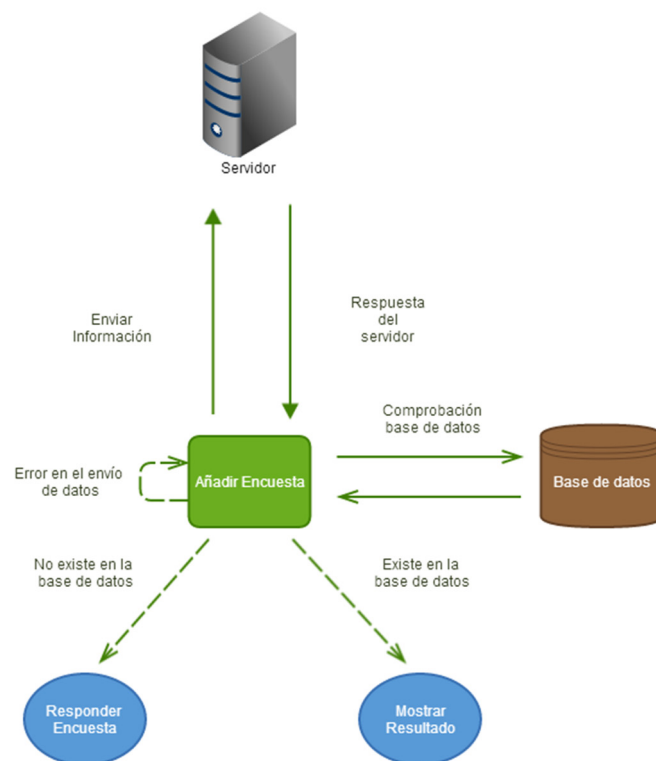 Servidor
Enviar
Información
Respuesta
del
servidor
Comprobación
base de datos
Error en el envío
de datos
Añadir Encuesta
Base de datos
No existe en la
base de datos
Existe en la
base de datos
Responder
Encuesta
Mostrar
Resultado